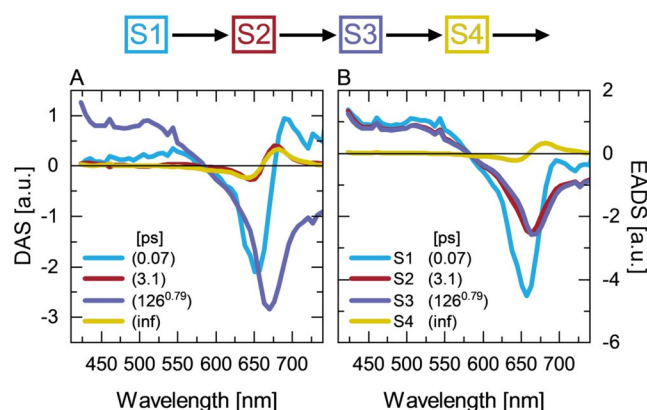 S1 S2 S3 S4
A
DAS [a.u.]
1
0
-1
-2
-3
[ps]
(0.07)
(3.1)
(126^0.79)
(inf)
450 500 550 600 650 700
Wavelength [nm]
B
EADS [a.u.]
2
0
-2
-4
-6
[ps]
S1 (0.07)
S2 (3.1)
S3 (126^0.79)
S4 (inf)
450 500 550 600 650 700
Wavelength [nm]